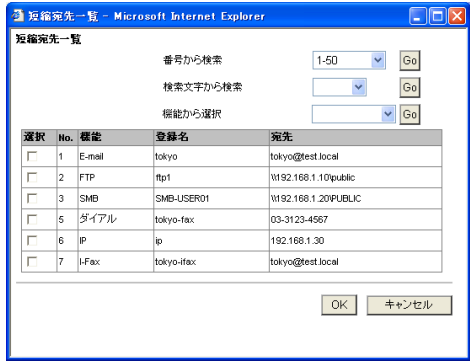 短縮宛先一覧 - Microsoft Internet Explorer
短縮宛先一覧
番号から検索 1-50 Go
検索文字から検索 Go
機能から選択 Go
選択 No. 機能 登録名 宛先
1 E-mail tokyo tokyo@test.local
2 FTP ftp1 \\192.168.1.10\public
3 SMB SMB-USER01 \\192.168.1.20\PUBLIC
5 ダイアル tokyo-fax 03-3123-4567
6 IP ip 192.168.1.30
7 I-Fax tokyo-ifax tokyo@test.local
OK キャンセル